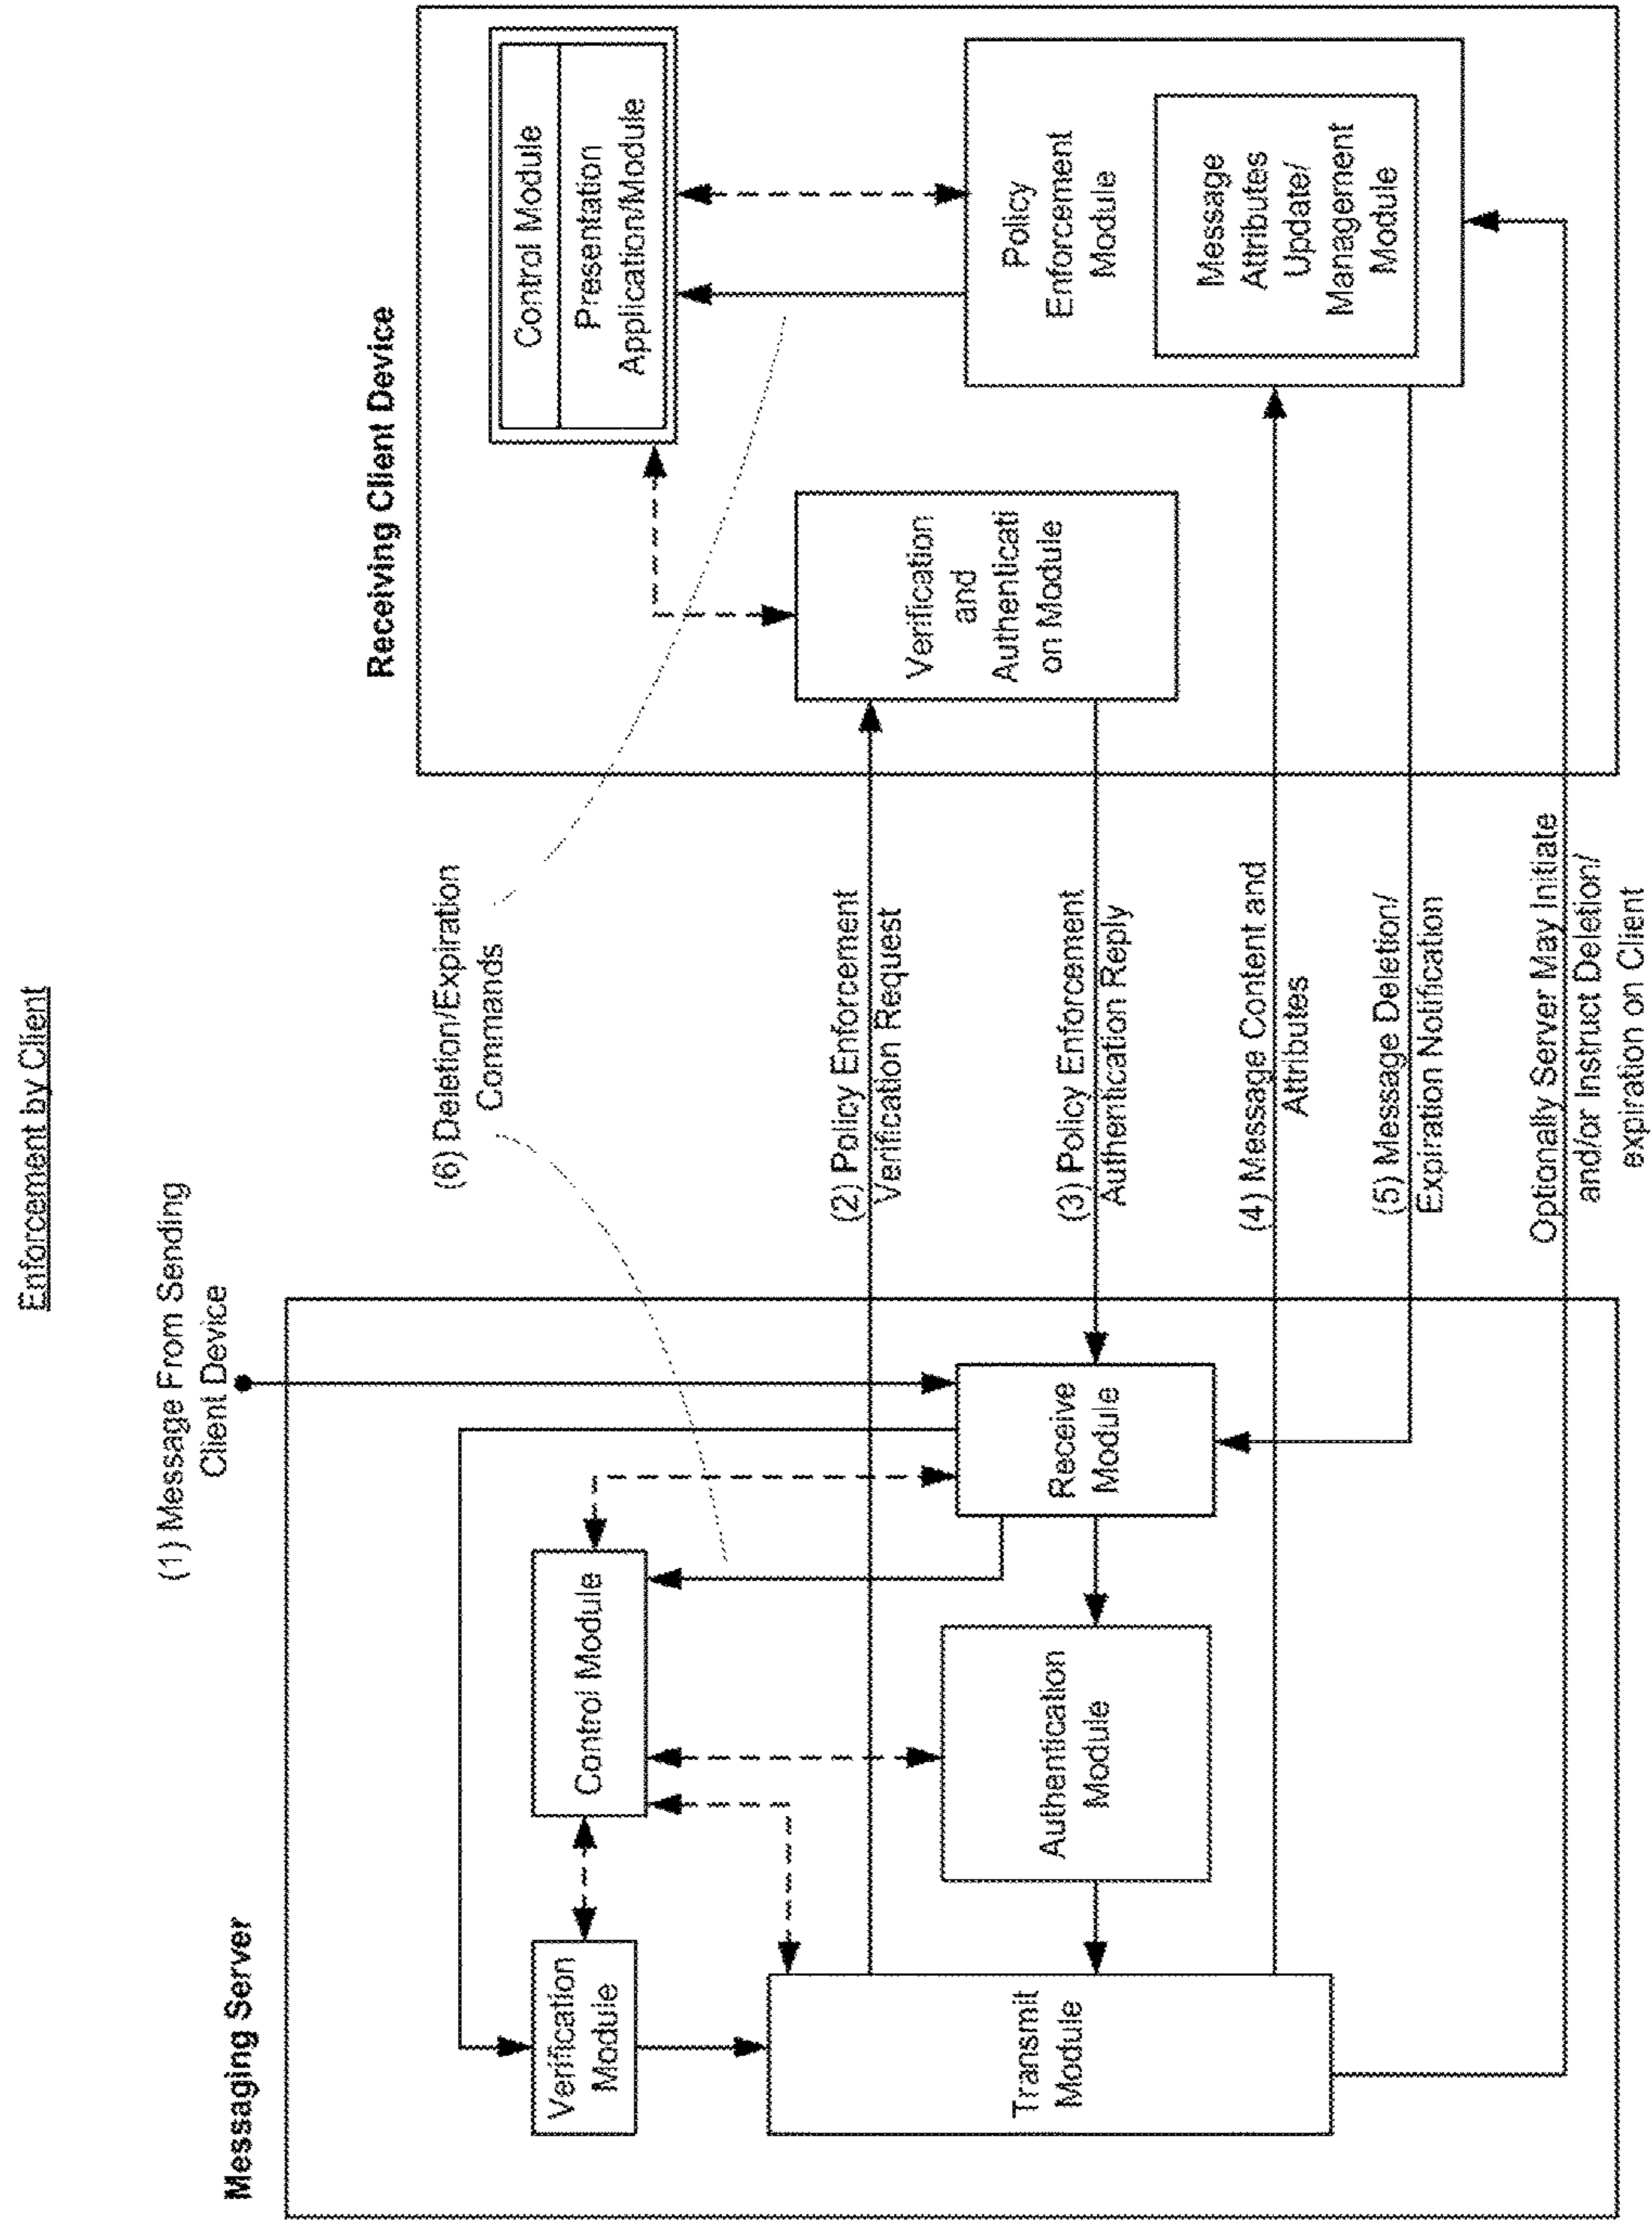 Enforcement by Client
(1) Message From Sending
Client Device
Messaging Server
Verification
Module
Control Module
Transmit
Module
Authentication
Module
Receive
Module
(6) Deletion/Expiration
Commands
(2) Policy Enforcement
Verification Request
(3) Policy Enforcement
Authentication Reply
(4) Message Content and
Attributes
(5) Message Deletion/
Expiration Notification
Optionally Server May Initiate
and/or Instruct Deletion/
expiration on Client
Receiving Client Device
Control Module
Presentation
Application/Module
Verification
and
Authenticati
on Module
Policy
Enforcement
Module
Message
Attributes
Update/
Management
Module